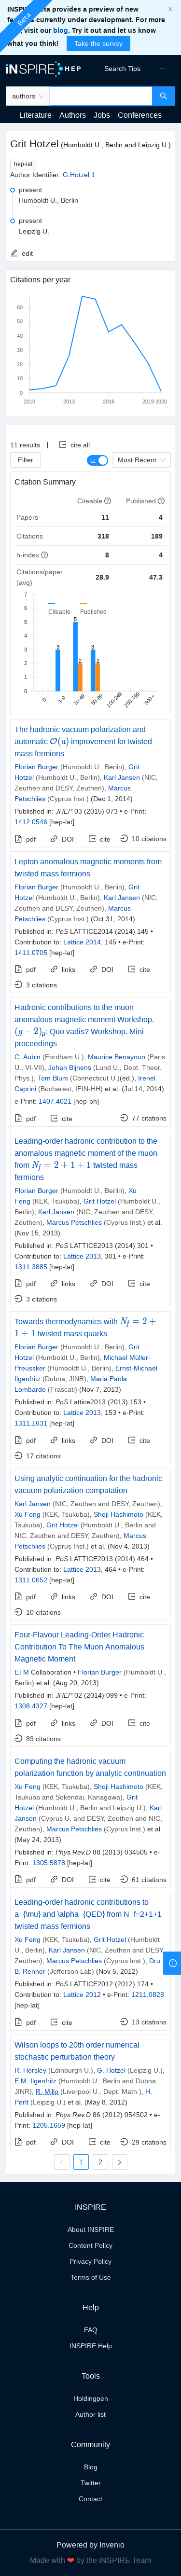 INSPIRE beta provides a preview of new features currently under development. For more information, visit our blog. Try it out and let us know what you think!
Take the survey
Beta
iNSPIRE HEP
Search Tips
authors
Literature Authors Jobs Conferences
Grit Hotzel (Humboldt U., Berlin and Leipzig U.)
hep-lat
Author Identifier: G.Hotzel.1
present
Humboldt U., Berlin
present
Leipzig U.
edit
Citations per year
60
50
40
30
20
10
0
2010 2013 2016 2019 2020
11 results | cite all
Filter
Most Recent
Citation Summary
Citeable Published
Papers 11 4
Citations 318 189
h-index 8 4
Citations/paper (avg) 28.9 47.3
7
6
5
4
3
2
1
0
Citeable Published
3 5 2 3 2
0 1-9 10-49 50-99 100-249 250-499 500+
The hadronic vacuum polarization and automatic O(a) improvement for twisted mass fermions
Florian Burger (Humboldt U., Berlin), Grit Hotzel (Humboldt U., Berlin), Karl Jansen (NIC, Zeuthen and DESY, Zeuthen), Marcus Petschlies (Cyprus Inst.) (Dec 1, 2014)
Published in: JHEP 03 (2015) 073 • e-Print: 1412.0546 [hep-lat]
pdf DOI cite 10 citations
Lepton anomalous magnetic moments from twisted mass fermions
Florian Burger (Humboldt U., Berlin), Grit Hotzel (Humboldt U., Berlin), Karl Jansen (NIC, Zeuthen and DESY, Zeuthen), Marcus Petschlies (Cyprus Inst.) (Oct 31, 2014)
Published in: PoS LATTICE2014 (2014) 145 • Contribution to: Lattice 2014, 145 • e-Print: 1411.0705 [hep-lat]
pdf links DOI cite
3 citations
Hadronic contributions to the muon anomalous magnetic moment Workshop. (g − 2)μ: Quo vadis? Workshop. Mini proceedings
C. Aubin (Fordham U.), Maurice Benayoun (Paris U., VI-VII), Johan Bijnens (Lund U., Dept. Theor. Phys.), Tom Blum (Connecticut U.)(ed.), Irenel Caprini (Bucharest, IFIN-HH) et al. (Jul 14, 2014)
e-Print: 1407.4021 [hep-ph]
pdf cite 77 citations
Leading-order hadronic contribution to the anomalous magnetic moment of the muon from Nf = 2 + 1 + 1 twisted mass fermions
Florian Burger (Humboldt U., Berlin), Xu Feng (KEK, Tsukuba), Grit Hotzel (Humboldt U., Berlin), Karl Jansen (NIC, Zeuthen and DESY, Zeuthen), Marcus Petschlies (Cyprus Inst.) et al. (Nov 15, 2013)
Published in: PoS LATTICE2013 (2014) 301 • Contribution to: Lattice 2013, 301 • e-Print: 1311.3885 [hep-lat]
pdf links DOI cite
3 citations
Towards thermodynamics with Nf = 2 + 1 + 1 twisted mass quarks
Florian Burger (Humboldt U., Berlin), Grit Hotzel (Humboldt U., Berlin), Michael Müller-Preussker (Humboldt U., Berlin), Ernst-Michael Ilgenfritz (Dubna, JINR), Maria Paola Lombardo (Frascati) (Nov 7, 2013)
Published in: PoS Lattice2013 (2013) 153 • Contribution to: Lattice 2013, 153 • e-Print: 1311.1631 [hep-lat]
pdf links DOI cite
17 citations
Using analytic continuation for the hadronic vacuum polarization computation
Karl Jansen (NIC, Zeuthen and DESY, Zeuthen), Xu Feng (KEK, Tsukuba), Shoji Hashimoto (KEK, Tsukuba), Grit Hotzel (Humboldt U., Berlin and NIC, Zeuthen and DESY, Zeuthen), Marcus Petschlies (Cyprus Inst.) et al. (Nov 4, 2013)
Published in: PoS LATTICE2013 (2014) 464 • Contribution to: Lattice 2013, 464 • e-Print: 1311.0652 [hep-lat]
pdf links DOI cite
10 citations
Four-Flavour Leading-Order Hadronic Contribution To The Muon Anomalous Magnetic Moment
ETM Collaboration • Florian Burger (Humboldt U., Berlin) et al. (Aug 20, 2013)
Published in: JHEP 02 (2014) 099 • e-Print: 1308.4327 [hep-lat]
pdf links DOI cite
89 citations
Computing the hadronic vacuum polarization function by analytic continuation
Xu Feng (KEK, Tsukuba), Shoji Hashimoto (KEK, Tsukuba and Sokendai, Kanagawa), Grit Hotzel (Humboldt U., Berlin and Leipzig U.), Karl Jansen (Cyprus U. and DESY, Zeuthen and NIC, Zeuthen), Marcus Petschlies (Cyprus Inst.) et al. (May 24, 2013)
Published in: Phys.Rev.D 88 (2013) 034505 • e-Print: 1305.5878 [hep-lat]
pdf DOI cite 61 citations
Leading-order hadronic contributions to a_{\mu} and \alpha_{QED} from N_f=2+1+1 twisted mass fermions
Xu Feng (KEK, Tsukuba), Grit Hotzel (Humboldt U., Berlin), Karl Jansen (NIC, Zeuthen and DESY, Zeuthen), Marcus Petschlies (Cyprus Inst.), Dru B. Renner (Jefferson Lab) (Nov 5, 2012)
Published in: PoS LATTICE2012 (2012) 174 • Contribution to: Lattice 2012 • e-Print: 1211.0828 [hep-lat]
pdf cite 13 citations
Wilson loops to 20th order numerical stochastic perturbation theory
R. Horsley (Edinburgh U.), G. Hotzel (Leipzig U.), E.M. Ilgenfritz (Humboldt U., Berlin and Dubna, JINR), R. Millo (Liverpool U., Dept. Math.), H. Perlt (Leipzig U.) et al. (May 8, 2012)
Published in: Phys.Rev.D 86 (2012) 054502 • e-Print: 1205.1659 [hep-lat]
pdf DOI cite 29 citations
1 2
INSPIRE
About INSPIRE
Content Policy
Privacy Policy
Terms of Use
Help
FAQ
INSPIRE Help
Tools
Holdingpen
Author list
Community
Blog
Twitter
Contact
Powered by Invenio
Made with ❤ by the INSPIRE Team